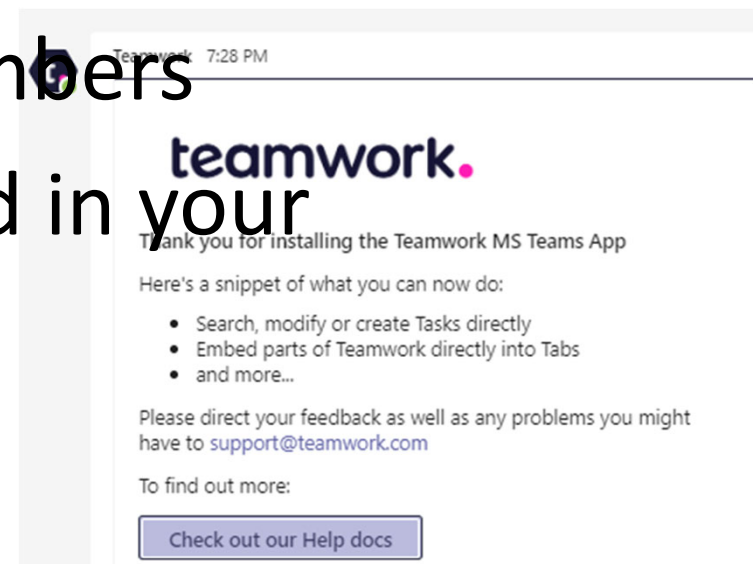 mbers
Teamwork 7:28 PM
teamwork.
d in your
Thank you for installing the Teamwork MS Teams App
Here's a snippet of what you can now do:
• Search, modify or create Tasks directly
• Embed parts of Teamwork directly into Tabs
• and more...
Please direct your feedback as well as any problems you might
have to support@teamwork.com
To find out more:
Check out our Help docs